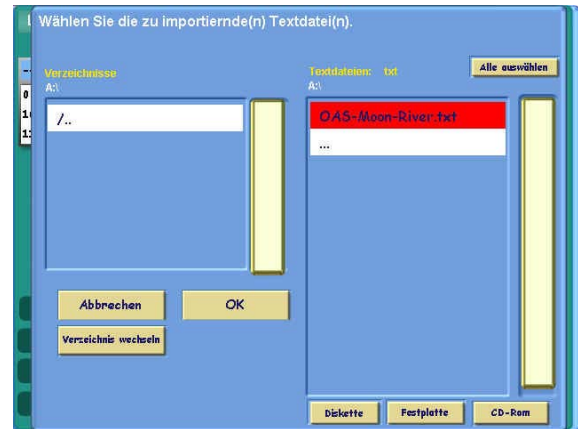 Wählen Sie die zu importiernde(n) Textdatei(n).
Verzeichnisse
A:\
/..
Abbrechen
OK
Verzeichnis wechseln
Textdateien: txt
Alle auswählen
A:\
OAS-Moon-River.txt
...
Diskette
Festplatte
CD-Rom